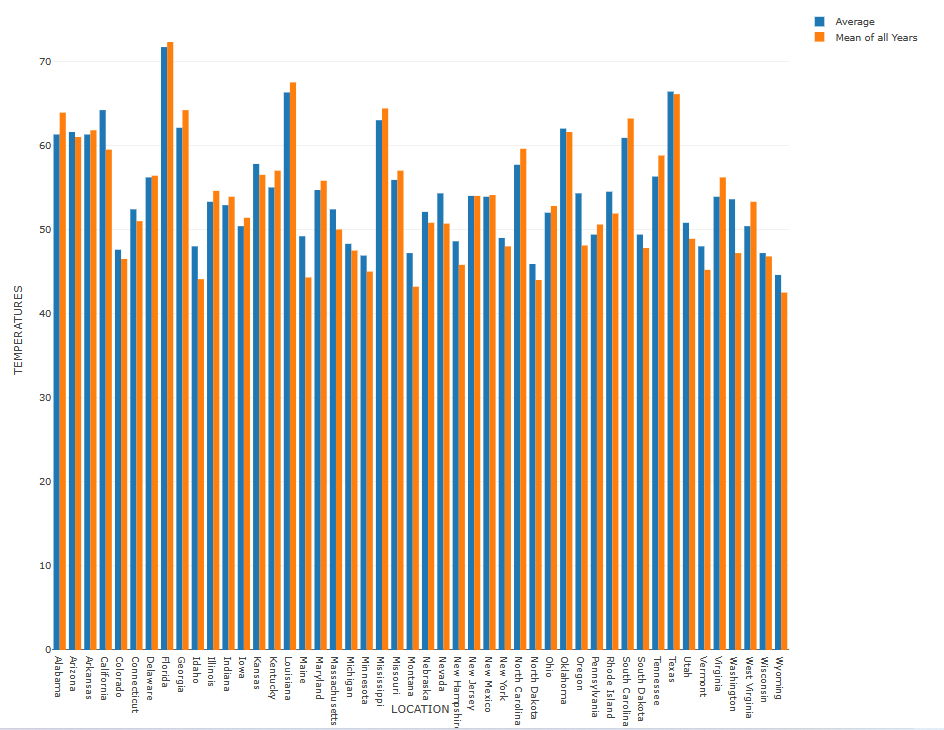 Average
Mean of all Years
70
60
50
40
30
20
10
0
TEMPERATURES
Alabama
Arizona
Arkansas
California
Colorado
Connecticut
Delaware
Florida
Georgia
Idaho
Illinois
Indiana
Iowa
Kansas
Kentucky
Louisiana
Maine
Maryland
Massachusetts
Michigan
Minnesota
Mississippi
Missouri
Montana
Nebraska
Nevada
New Hampshir
New Jersey
New Mexico
New York
North Carolina
North Dakota
Ohio
Oklahoma
Oregon
Pennsylvania
Rhode Island
South Carolina
South Dakota
Tennessee
Texas
Utah
Vermont
Virginia
Washington
West Virginia
Wisconsin
Wyoming
LOCATION